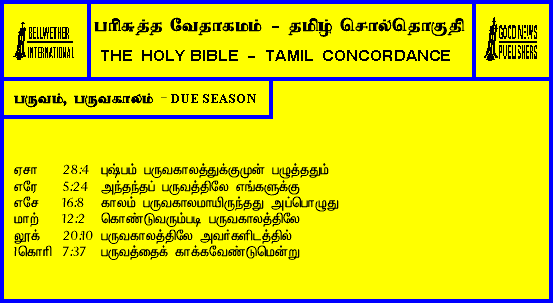 BELLWETHER
INTERNATIONAL
பரிசுத்த வேதாகமம் - தமிழ் சொல்தொகுதி
THE HOLY BIBLE - TAMIL CONCORDANCE
GOOD NEWS
PUBLISHERS
பருவம், பருவகாலம் - DUE SEASON
ஏசா 28:4 புஷ்பம் பருவகாலத்துக்குமுன் பழுத்ததும்
எரே 5:24 அந்தந்தப் பருவத்திலே எங்களுக்கு
எசே 16:8 காலம் பருவகாலமாயிருந்தது அப்பொழுது
மாற் 12:2 கொண்டுவரும்படி பருவகாலத்திலே
லூக் 20:10 பருவகாலத்திலே அவர்களிடத்தில்
1கொரி 7:37 பருவத்தைக் காக்கவேண்டுமென்று